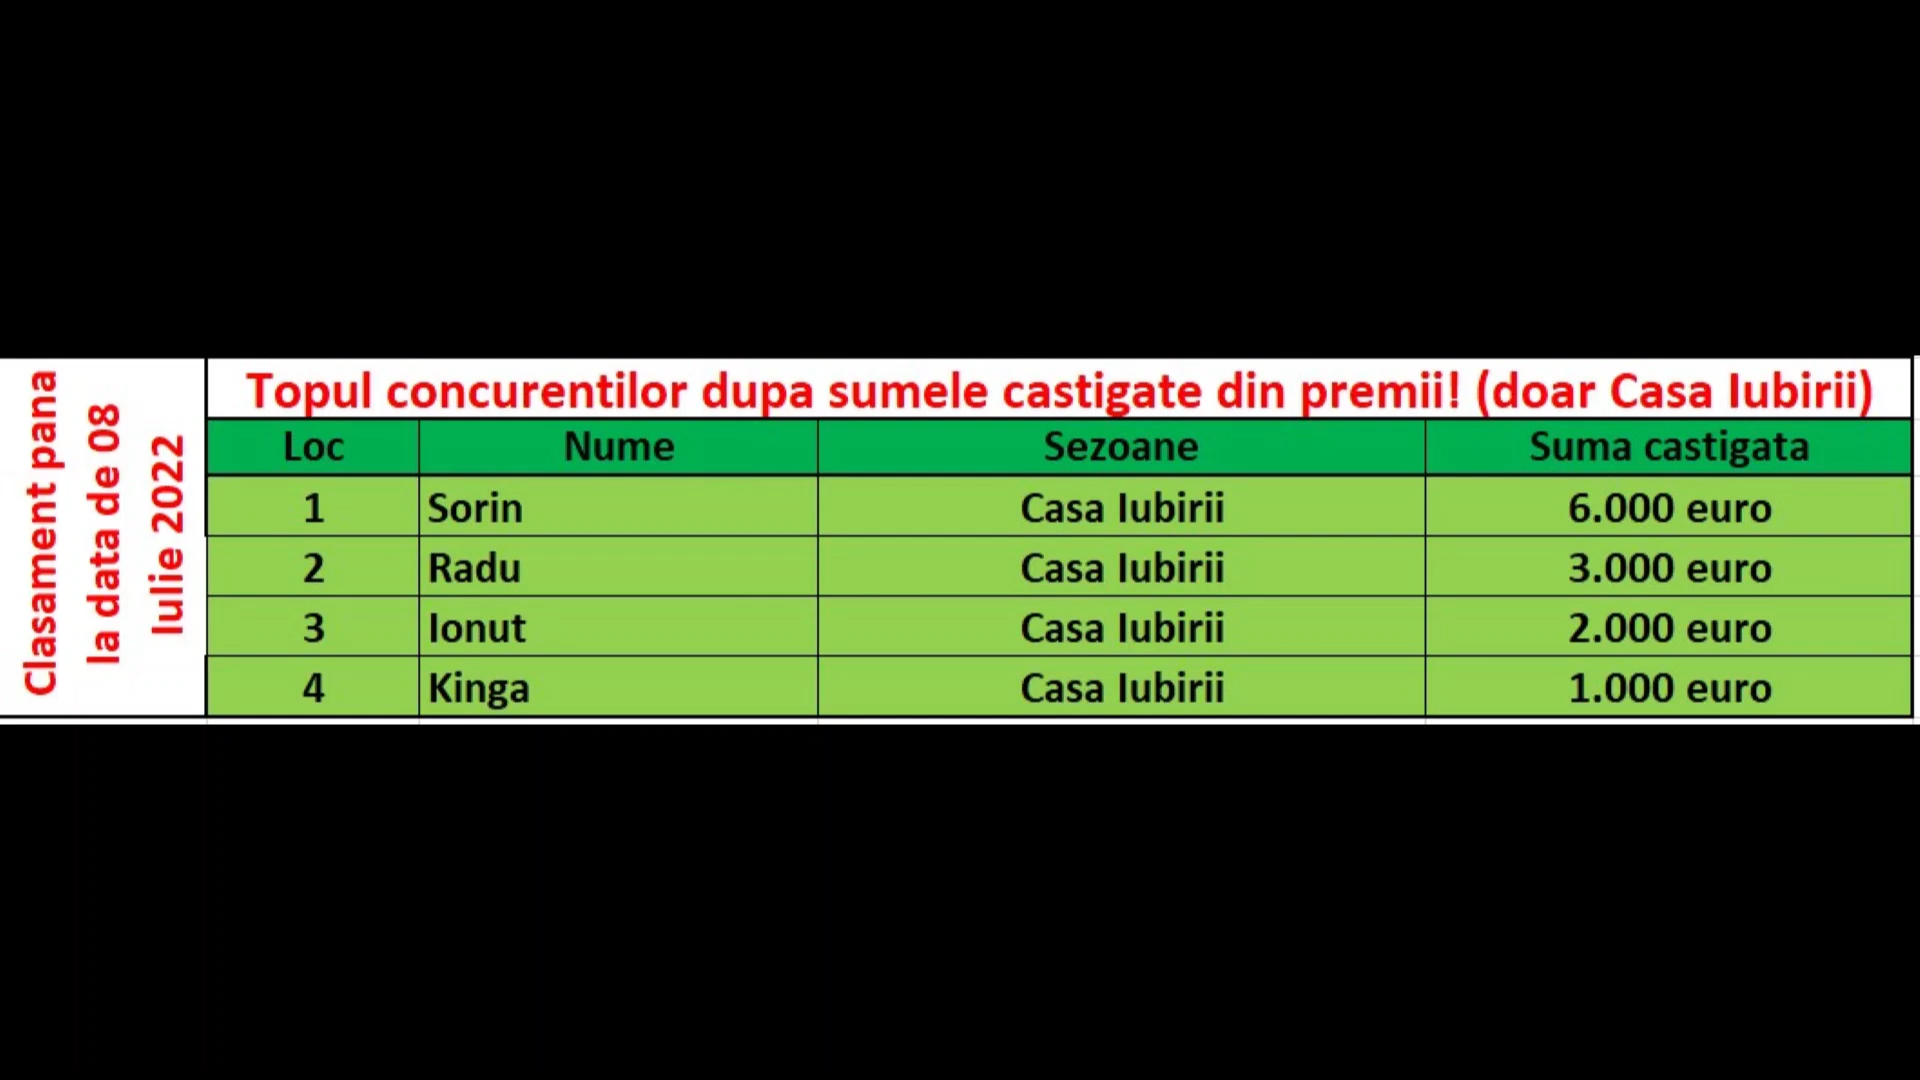 Clasament pana
la data de 08
Iulie 2022
Topul concurentilor dupa sumele castigate din premii! (doar Casa Iubirii)
Loc Nume Sezoane Suma castigata
1 Sorin Casa Iubirii 6.000 euro
2 Radu Casa Iubirii 3.000 euro
3 Ionut Casa Iubirii 2.000 euro
4 Kinga Casa Iubirii 1.000 euro